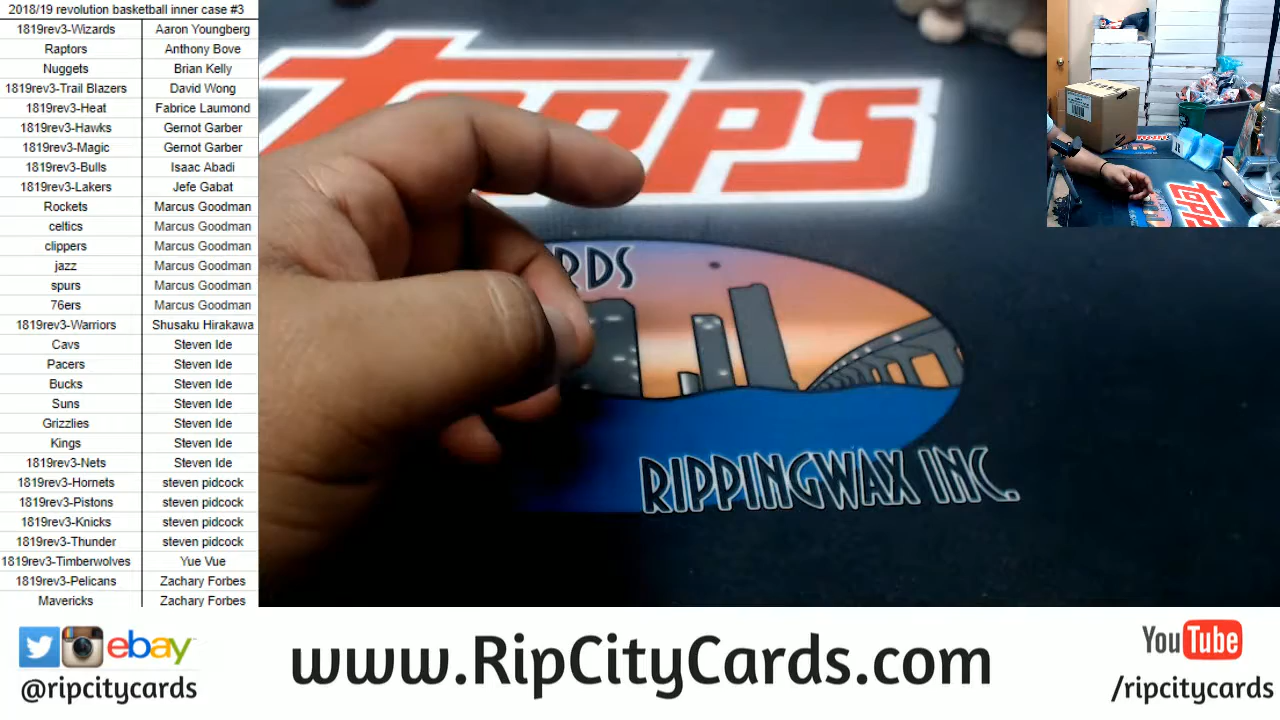 2018/19 revolution basketball inner case #3
1819rev3-Wizards Aaron Youngberg
Raptors Anthony Bove
Nuggets Brian Kelly
1819rev3-Trail Blazers David Wong
1819rev3-Heat Fabrice Laumond
1819rev3-Hawks Gernot Garber
1819rev3-Magic Gernot Garber
1819rev3-Bulls Isaac Abadi
1819rev3-Lakers Jefe Gabat
Rockets Marcus Goodman
celtics Marcus Goodman
clippers Marcus Goodman
jazz Marcus Goodman
spurs Marcus Goodman
76ers Marcus Goodman
1819rev3-Warriors Shusaku Hirakawa
Cavs Steven Ide
Pacers Steven Ide
Bucks Steven Ide
Suns Steven Ide
Grizzlies Steven Ide
Kings Steven Ide
1819rev3-Nets Steven Ide
1819rev3-Hornets steven pidcock
1819rev3-Pistons steven pidcock
1819rev3-Knicks steven pidcock
1819rev3-Thunder steven pidcock
1819rev3-Timberwolves Yue Vue
1819rev3-Pelicans Zachary Forbes
Mavericks Zachary Forbes
topps
RDS
RIPPINGWAX INC.
ebay
@ripcitycards
www.RipCityCards.com
YouTube
/ripcitycards